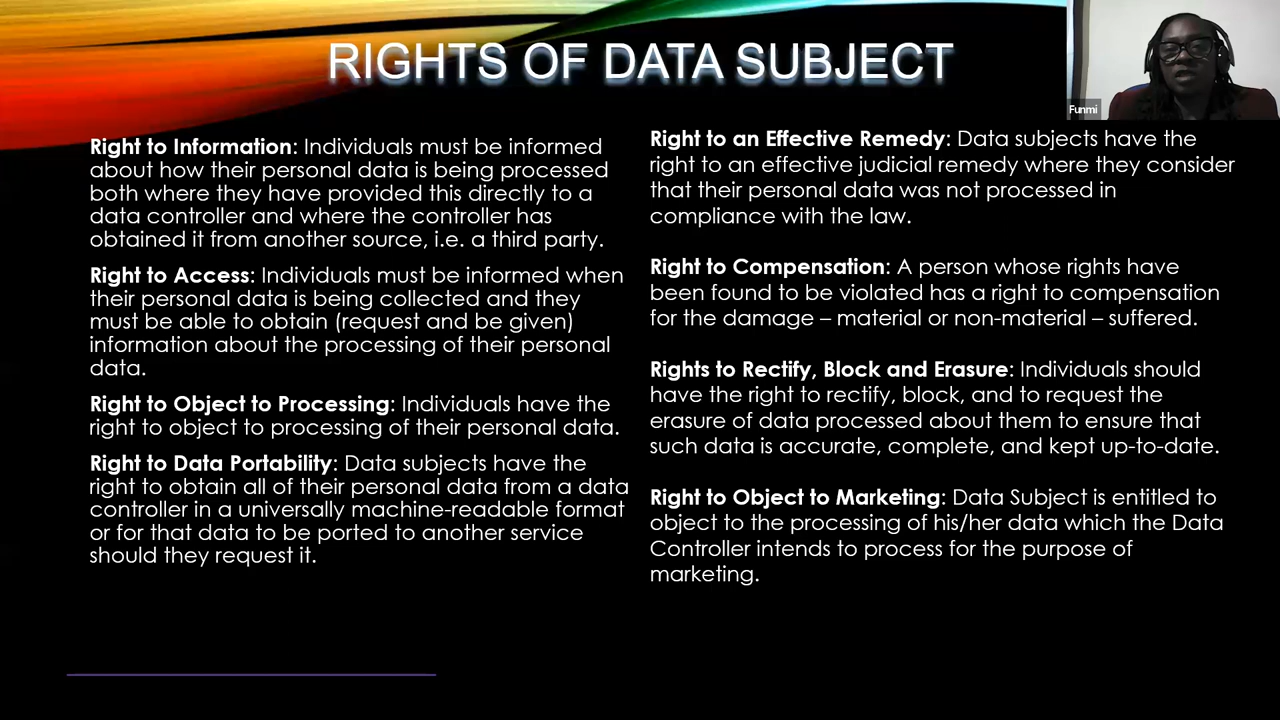 RIGHTS OF DATA SUBJECT
Funmi
Right to Information: Individuals must be informed
about how their personal data is being processed
both where they have provided this directly to a
data controller and where the controller has
obtained it from another source, i.e. a third party.
Right to Access: Individuals must be informed when
their personal data is being collected and they
must be able to obtain (request and be given)
information about the processing of their personal
data.
Right to Object to Processing: Individuals have the
right to object to processing of their personal data.
Right to Data Portability: Data subjects have the
right to obtain all of their personal data from a data
controller in a universally machine-readable format
or for that data to be ported to another service
should they request it.
Right to an Effective Remedy: Data subjects have the
right to an effective judicial remedy where they consider
that their personal data was not processed in
compliance with the law.
Right to Compensation: A person whose rights have
been found to be violated has a right to compensation
for the damage – material or non-material – suffered.
Rights to Rectify, Block and Erasure: Individuals should
have the right to rectify, block, and to request the
erasure of data processed about them to ensure that
such data is accurate, complete, and kept up-to-date.
Right to Object to Marketing: Data Subject is entitled to
object to the processing of his/her data which the Data
Controller intends to process for the purpose of
marketing.